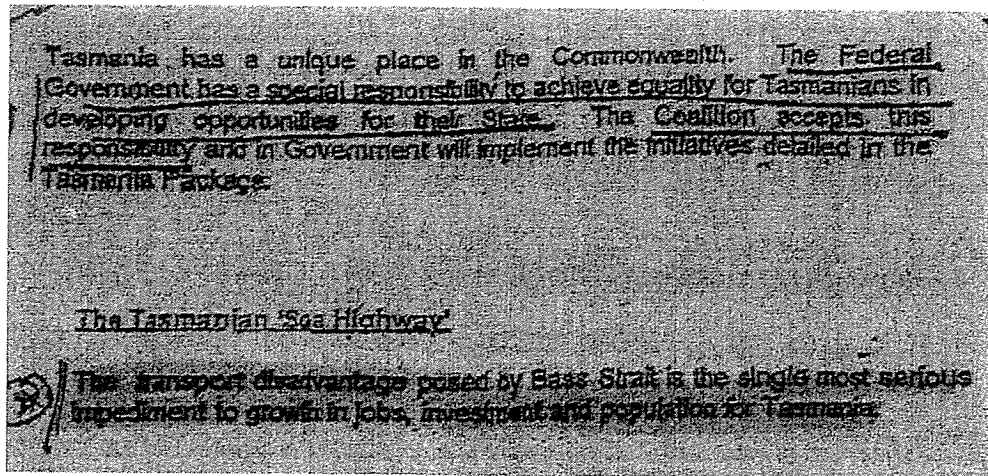 Tasmania has a unique place in the Commonwealth. The Federal
Government has a special responsibility to achieve equality for Tasmanians in
developing opportunities for their State. The Coalition accepts this
responsibility and in Government will implement the initiatives detailed in the
Tasmania Package.
The Tasmanian 'Sea Highway'
The transport disadvantage posed by Bass Strait is the single most serious
impediment to growth in jobs, investment and population for Tasmania.